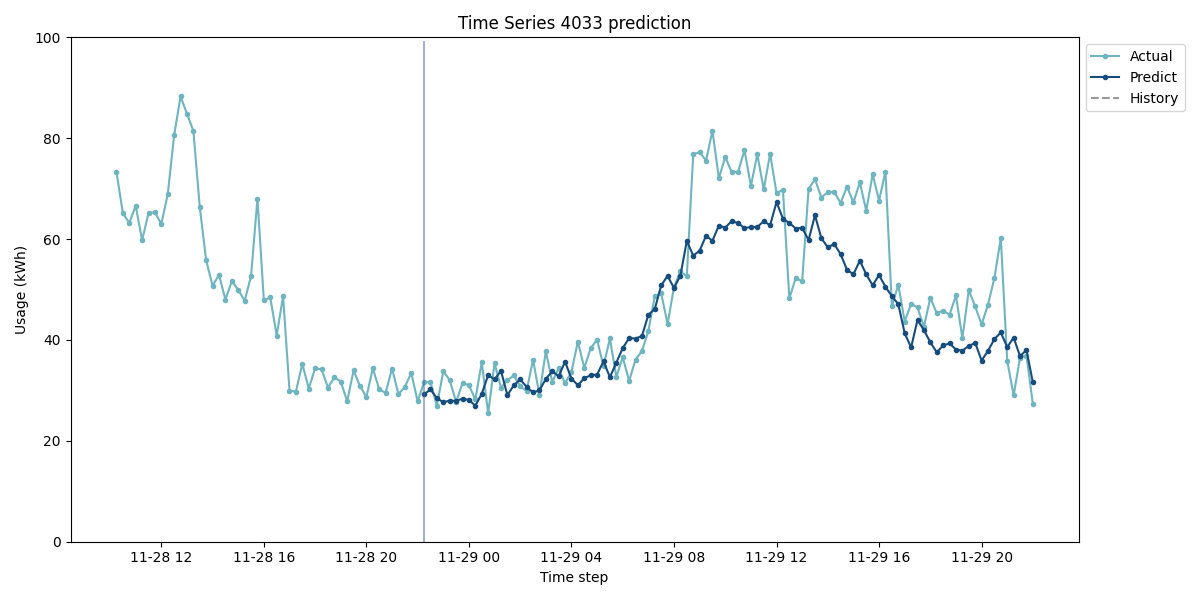 Time Series 4033 prediction
Usage (kWh)
100
80
60
40
20
0
11-28 12
11-28 16
11-28 20
11-29 00
11-29 04
11-29 08
11-29 12
11-29 16
11-29 20
Time step
Actual
Predict
History